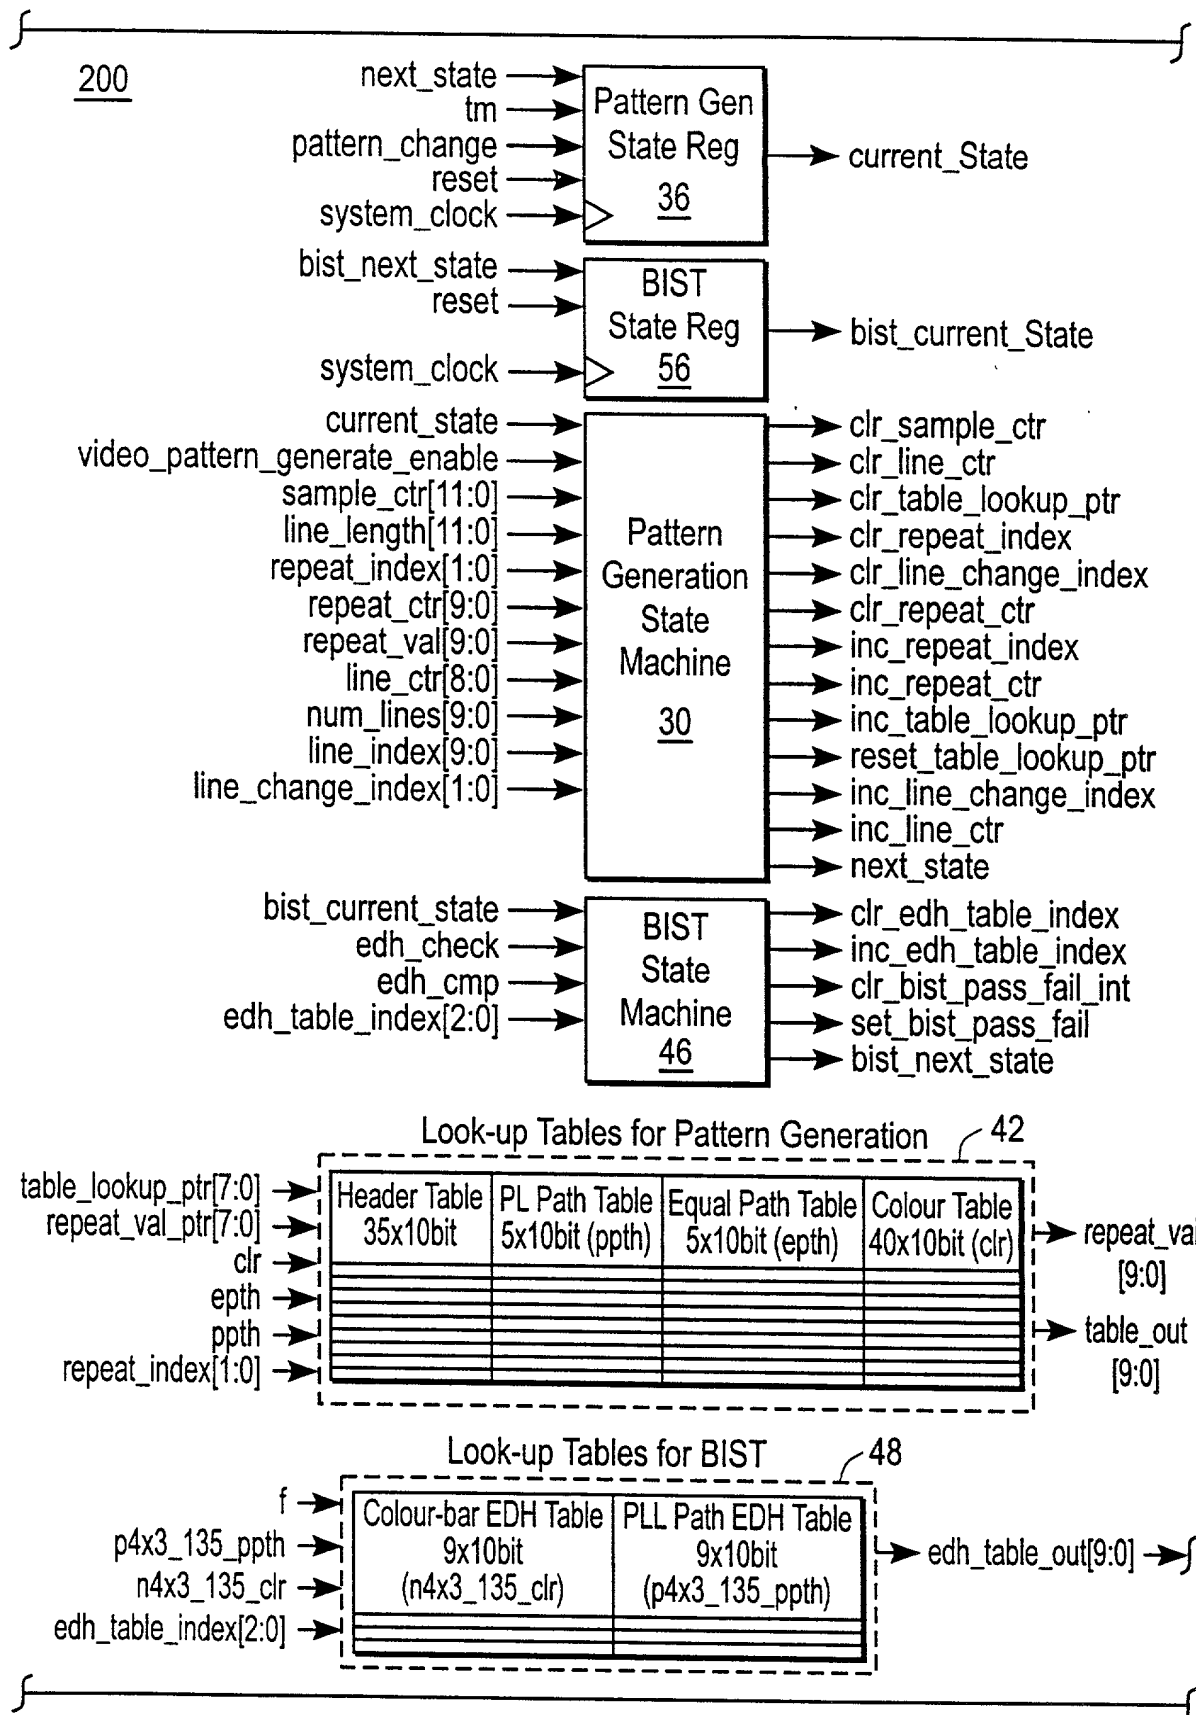 200
next_state
tm
pattern_change
reset
system_clock
Pattern Gen
State Reg
36
current_State
bist_next_state
reset
system_clock
BIST
State Reg
56
bist_current_State
current_state
video_pattern_generate_enable
sample_ctr[11:0]
line_length[11:0]
repeat_index[1:0]
repeat_ctr[9:0]
repeat_val[9:0]
line_ctr[8:0]
num_lines[9:0]
line_index[9:0]
line_change_index[1:0]
Pattern
Generation
State
Machine
30
clr_sample_ctr
clr_line_ctr
clr_table_lookup_ptr
clr_repeat_index
clr_line_change_index
clr_repeat_ctr
inc_repeat_index
inc_repeat_ctr
inc_table_lookup_ptr
reset_table_lookup_ptr
inc_line_change_index
inc_line_ctr
next_state
bist_current_state
edh_check
edh_cmp
edh_table_index[2:0]
BIST
State
Machine
46
clr_edh_table_index
inc_edh_table_index
clr_bist_pass_fail_int
set_bist_pass_fail
bist_next_state
Look-up Tables for Pattern Generation
42
table_lookup_ptr[7:0]
repeat_val_ptr[7:0]
clr
epth
ppth
repeat_index[1:0]
Header Table
35x10bit
PL Path Table
5x10bit (ppth)
Equal Path Table
5x10bit (epth)
Colour Table
40x10bit (clr)
repeat_val
[9:0]
table_out
[9:0]
Look-up Tables for BIST
48
f
p4x3_135_ppth
n4x3_135_clr
edh_table_index[2:0]
Colour-bar EDH Table
9x10bit
(n4x3_135_clr)
PLL Path EDH Table
9x10bit
(p4x3_135_ppth)
edh_table_out[9:0]